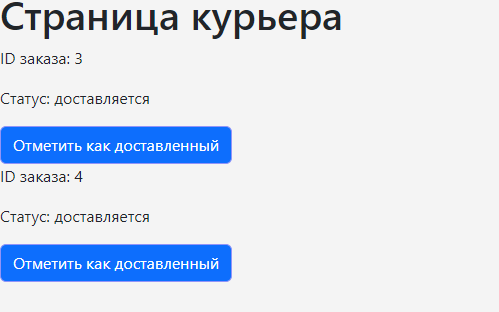 Страница курьера
ID заказа: 3
Статус: доставляется
Отметить как доставленный
ID заказа: 4
Статус: доставляется
Отметить как доставленный